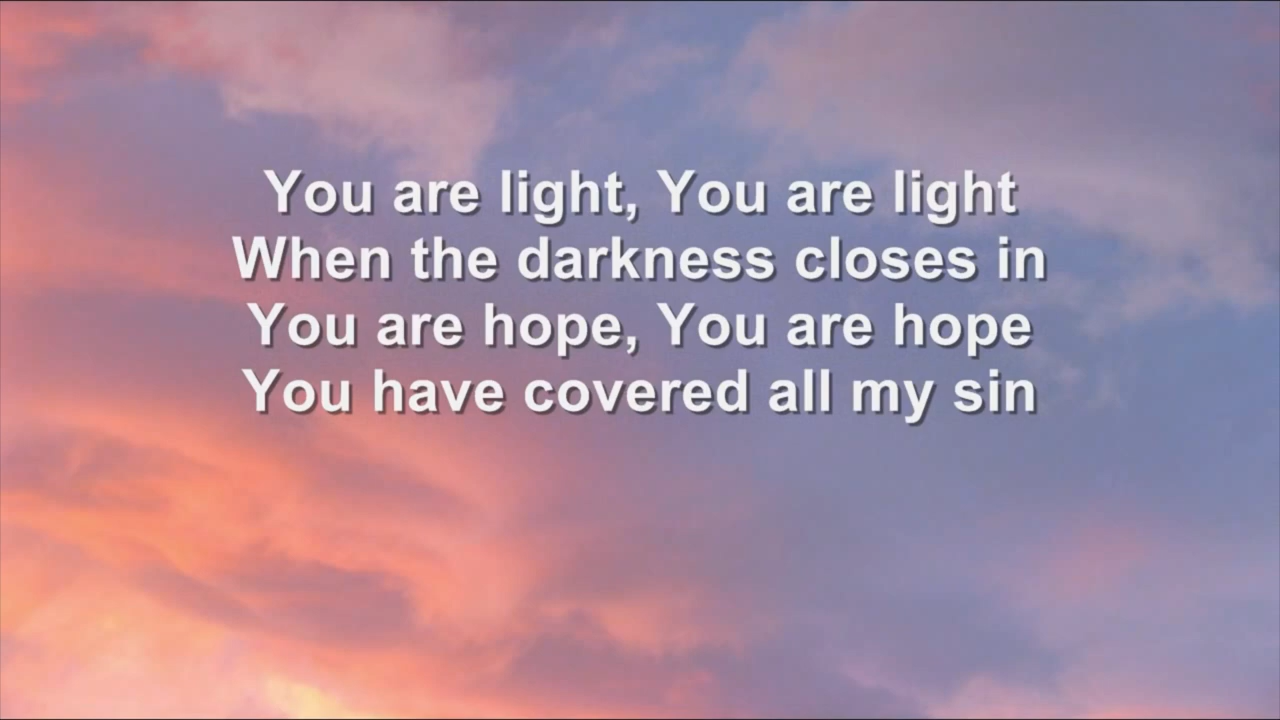 You are light, You are light
When the darkness closes in
You are hope, You are hope
You have covered all my sin